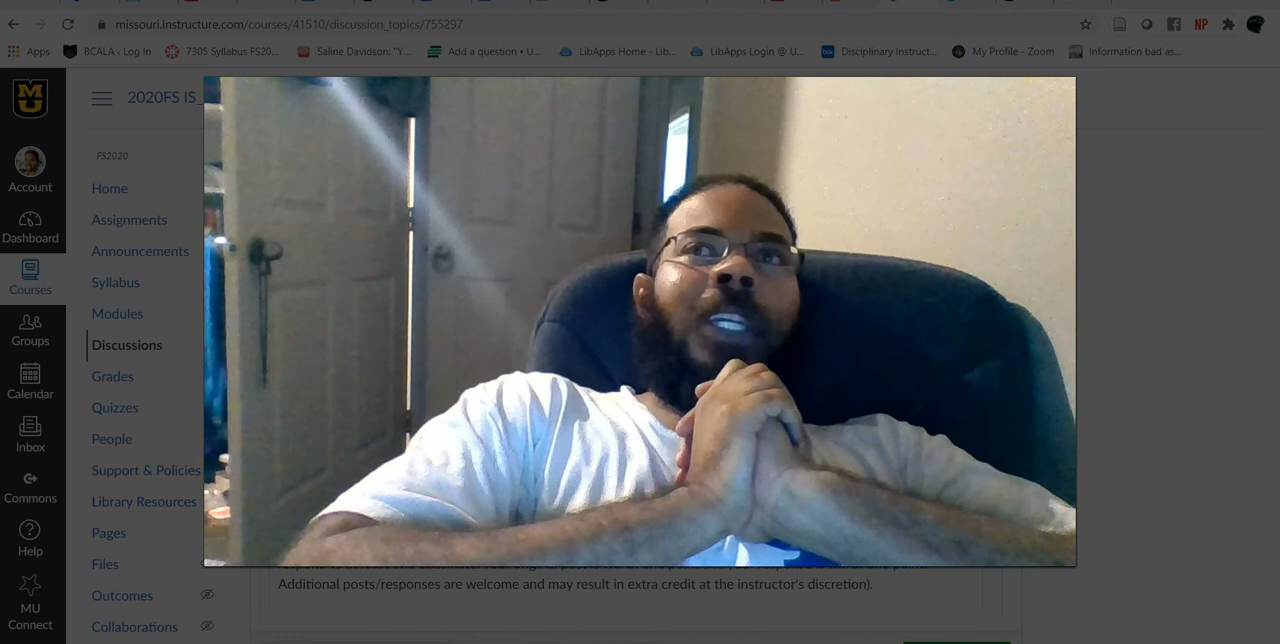 missouri.instructure.com/courses/41510/discussion_topics/755297
Apps
BCALA ‹ Log In
7305 Syllabus FS20...
Saline Davidson: "Y...
Add a question • U...
LibApps Home - Lib...
LibApps Login @ U...
box
Disciplinary Instruct...
My Profile - Zoom
Information bad as...
NP
MU
2020FS IS_
FS2020
Account
Dashboard
Courses
Groups
Calendar
Inbox
Commons
Help
MU
Connect
Home
Assignments
Announcements
Syllabus
Modules
Discussions
Grades
Quizzes
People
Support & Policies
Library Resources
Pages
Files
Outcomes
Collaborations
Additional posts/responses are welcome and may result in extra credit at the instructor's discretion).